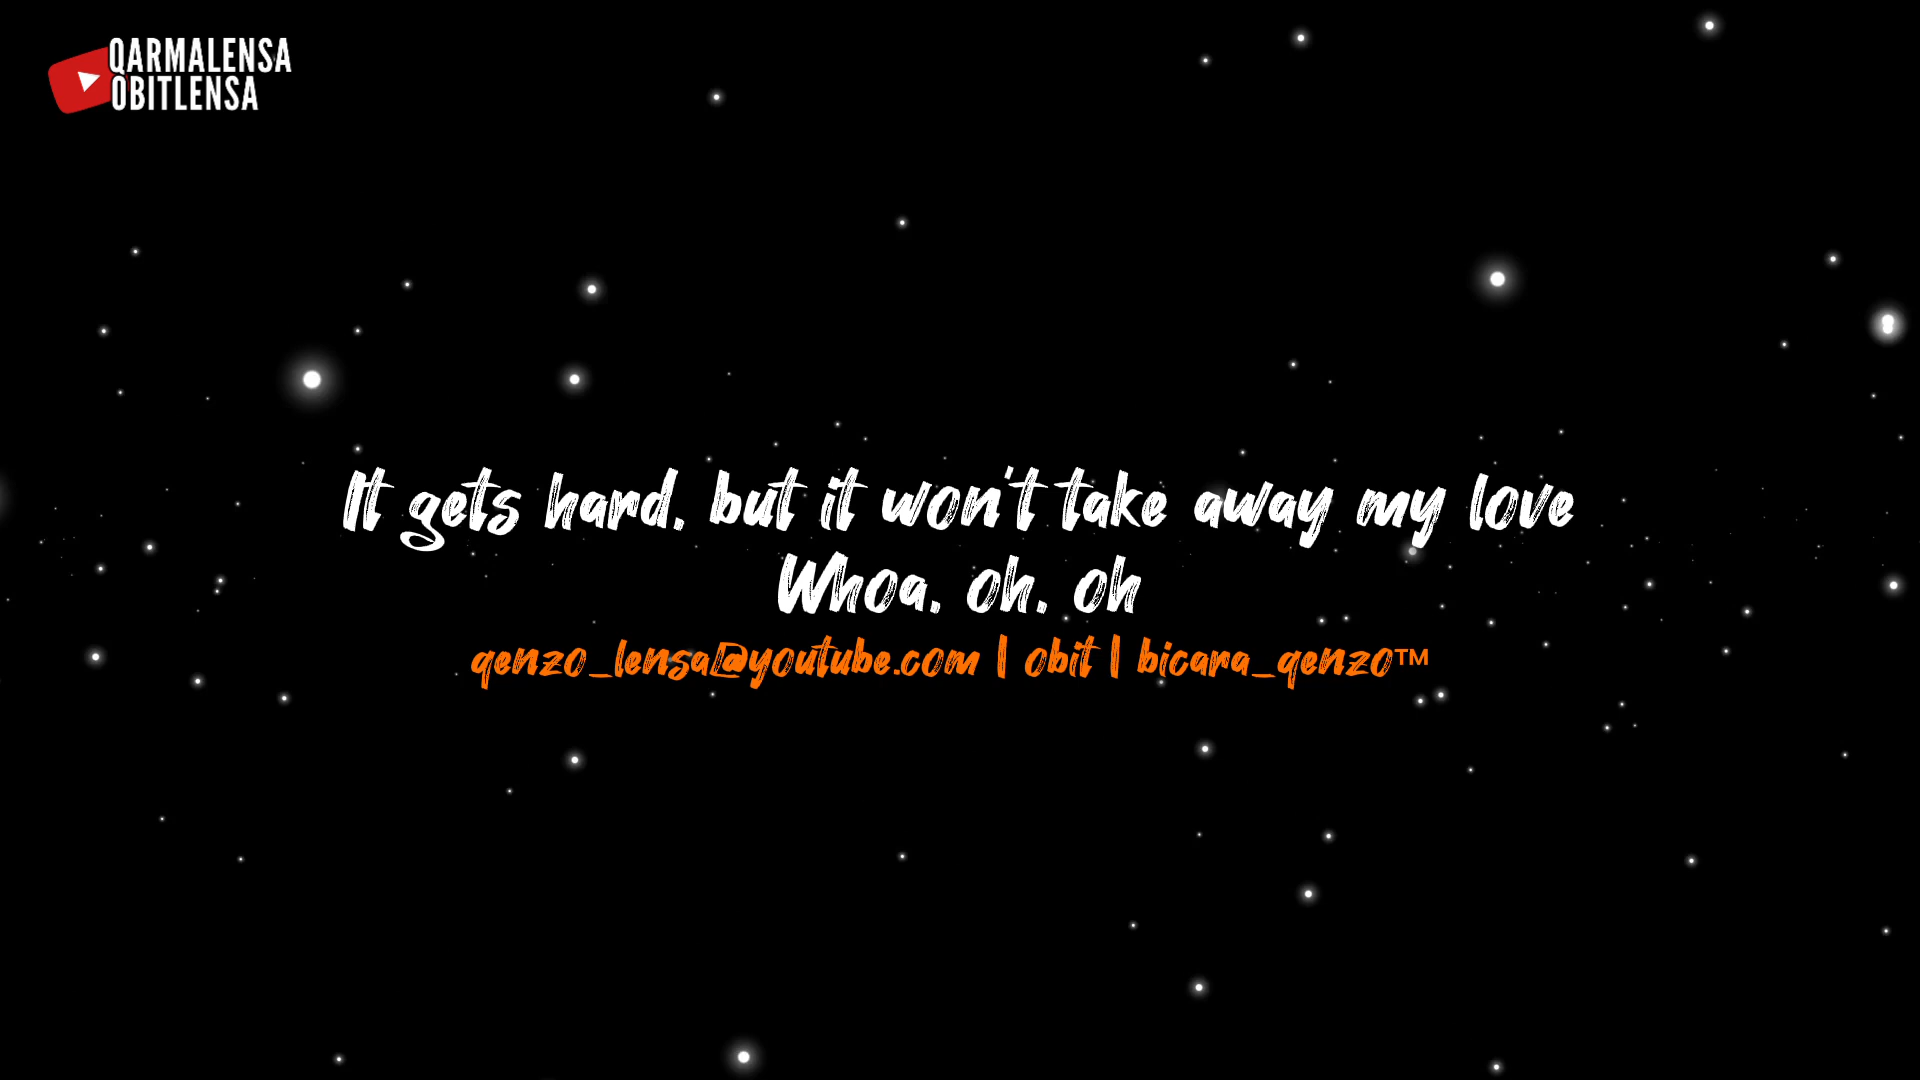 QARMALENSA
OBITLENSA
It gets hard, but it won't take away my love
Whoa, oh, oh
qenzo_lensa@youtube.com | obit | bicara_qenzo™